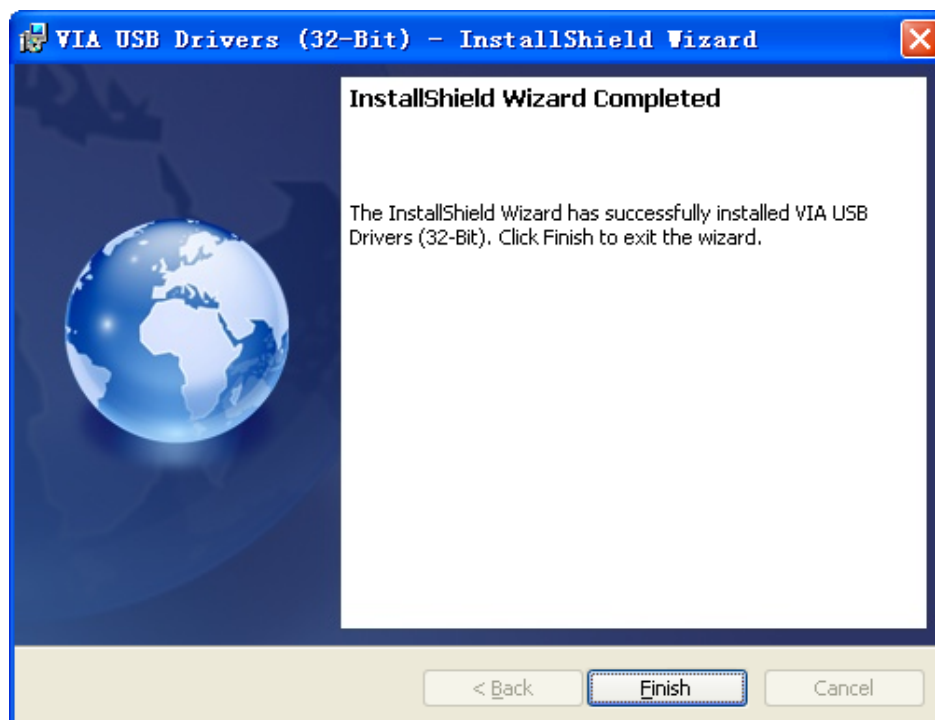 VIA USB Drivers (32-Bit) - InstallShield Wizard
InstallShield Wizard Completed
The InstallShield Wizard has successfully installed VIA USB
Drivers (32-Bit). Click Finish to exit the wizard.
< Back
Finish
Cancel